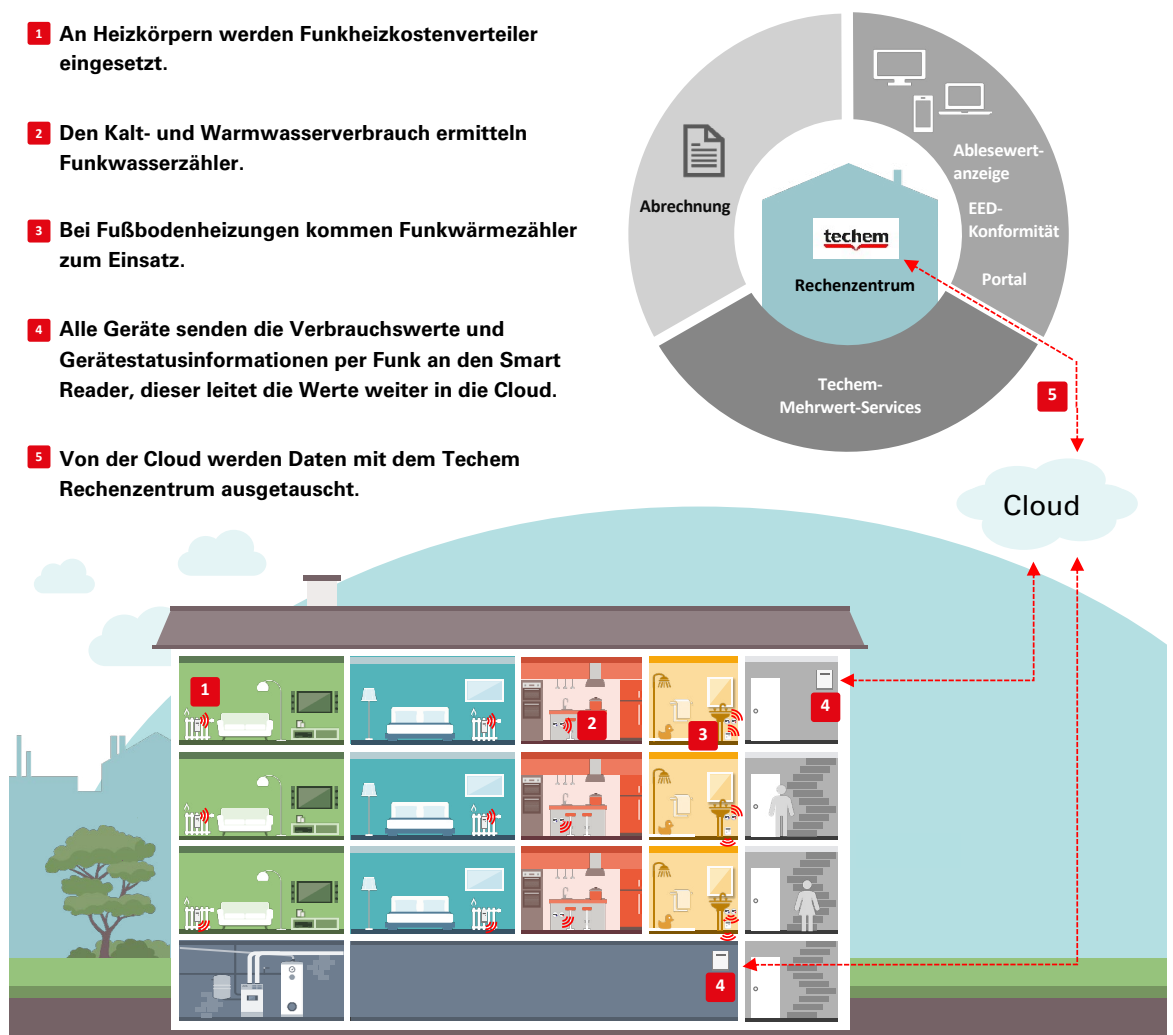 1 An Heizkörpern werden Funkheizkostenverteiler
eingesetzt.
2 Den Kalt- und Warmwasserverbrauch ermitteln
Funkwasserzähler.
3 Bei Fußbodenheizungen kommen Funkwärmezähler
zum Einsatz.
4 Alle Geräte senden die Verbrauchswerte und
Gerätestatusinformationen per Funk an den Smart
Reader, dieser leitet die Werte weiter in die Cloud.
5 Von der Cloud werden Daten mit dem Techem
Rechenzentrum ausgetauscht.
Abrechnung
Ablesewert-
anzeige
EED-
Konformität
Portal
techem
Rechenzentrum
Techem-
Mehrwert-Services
5
Cloud
1
2
3
4
4